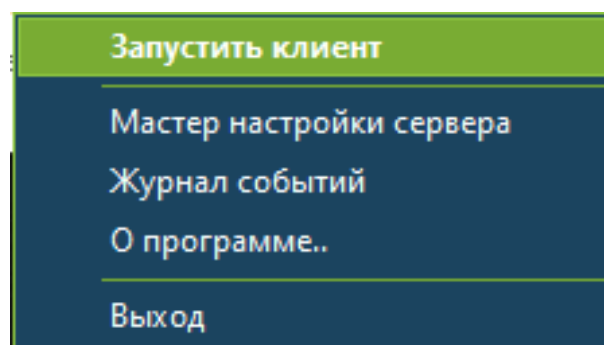 Запустить клиент
Мастер настройки сервера
Журнал событий
О программе..
Выход